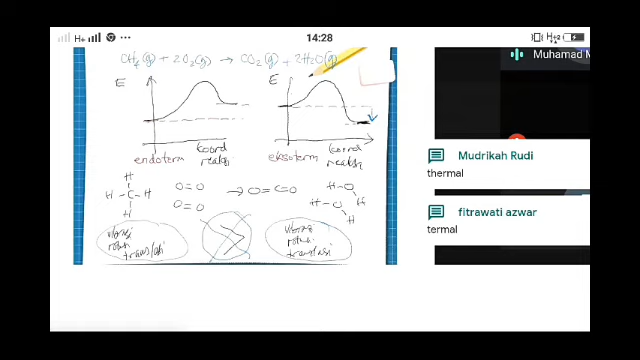 H+
14:28
H+2
CH4(g) + 2O2(g) → CO2(g) + 2H2O(g)
Muhamad M
E
E
koord reaksi
koord reaksi
endoterm
eksoterm
Mudrikah Rudi
thermal
fitrawati azwar
termal
H
H-C-H
H
O=O
O=O
→ O=C=O
H-O
H
H-O
H
vibrasi
rotasi
translasi
vibrasi
rotasi
translasi